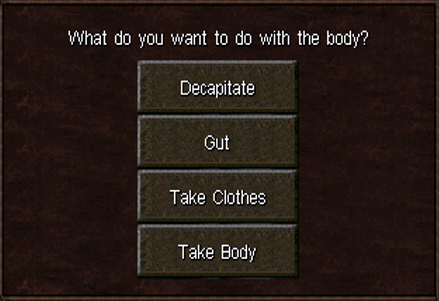 What do you want to do with the body?
Decapitate
Gut
Take Clothes
Take Body